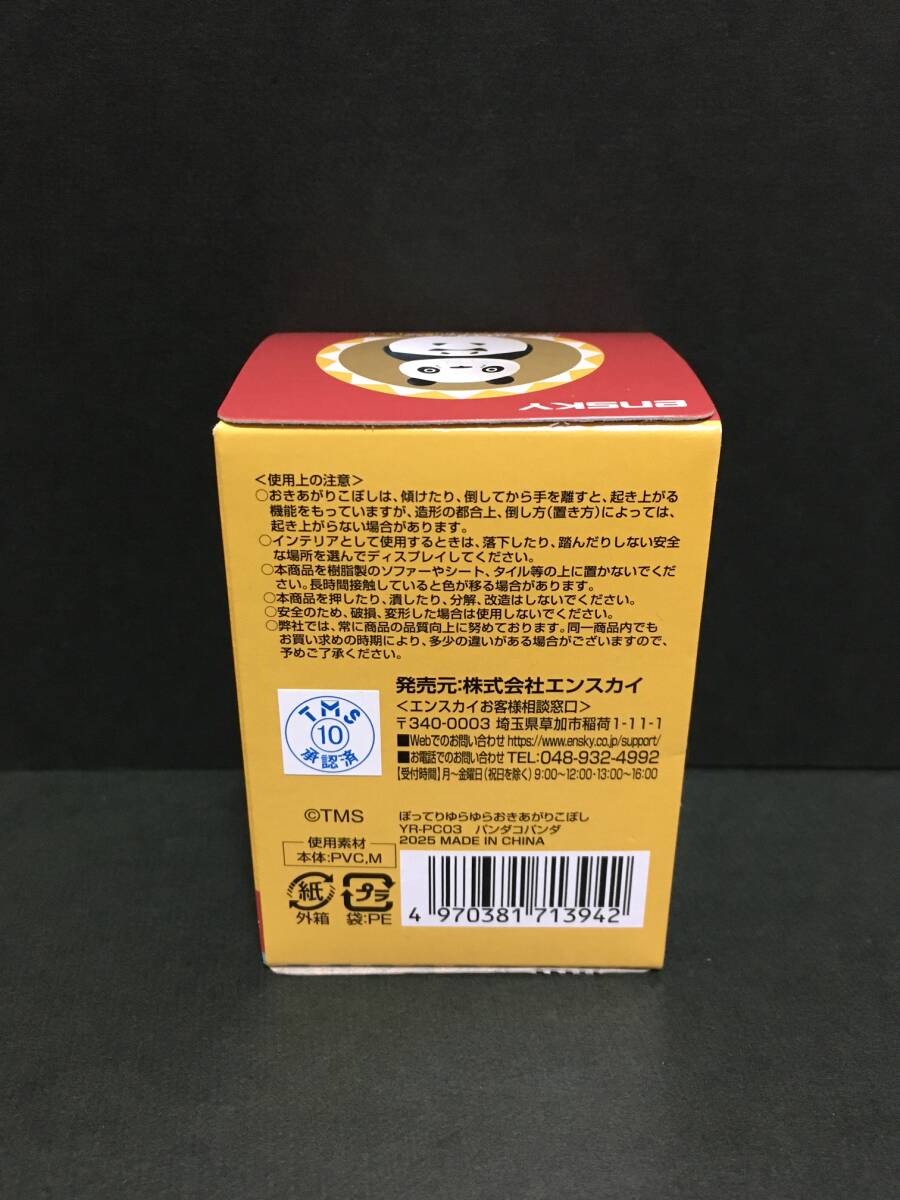 ensky
<使用上の注意>
○おきあがりこぼしは、傾けたり、倒してから手を離すと、起き上がる
機能をもっていますが、造形の都合上、倒し方(置き方)によっては、
起き上がらない場合があります。
○インテリアとして使用するときは、落下したり、踏んだりしない安全
な場所を選んでディスプレイしてください。
○本商品を樹脂製のソファーやシート、タイル等の上に置かないでくだ
さい。長時間接触していると色が移る場合があります。
○本商品を押したり、潰したり、分解、改造はしないでください。
○安全のため、破損、変形した場合は使用しないでください。
○弊社では、常に商品の品質向上に努めております。同一商品内でも
お買い求めの時期により、多少の違いがある場合がございますので、
予めご了承ください。
発売元:株式会社エンスカイ
<エンスカイお客様相談窓口>
〒340-0003 埼玉県草加市稲荷1-11-1
■Webでのお問い合わせ https://www.ensky.co.jp/support/
■お電話でのお問い合わせ TEL:048-932-4992
【受付時間】月~金曜日(祝日を除く) 9:00~12:00・13:00~16:00
TMS
10
承認済
©TMS
使用素材
本体:PVC,M
紙
外箱
プラ
袋:PE
ぽってりゆらゆらおきあがりこぼし
YR-PC03 パンダコパンダ
2025 MADE IN CHINA
4 970381 713942